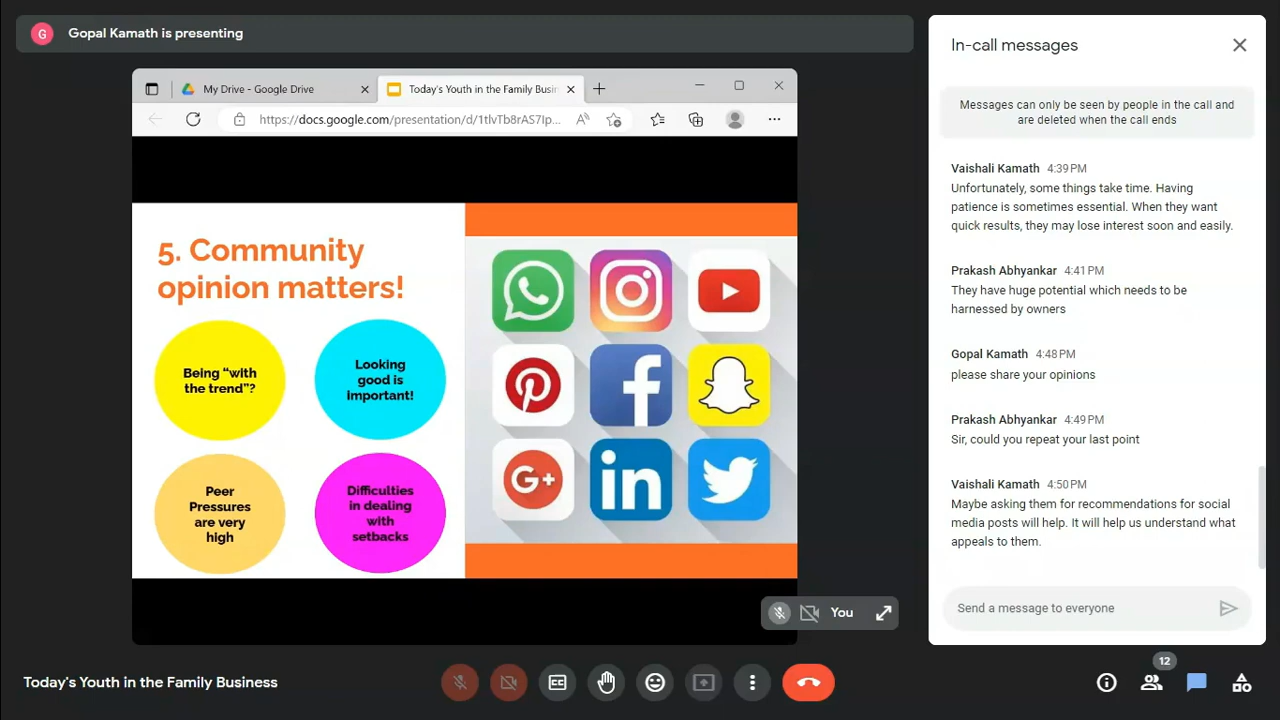 G
Gopal Kamath is presenting
My Drive - Google Drive
Today's Youth in the Family Busin
https://docs.google.com/presentation/d/1tlvTb8rAS7Ip...
5. Community
opinion matters!
Being “with
the trend”?
Looking
good is
important!
Peer
Pressures
are very
high
Difficulties
in dealing
with
setbacks
G+
in
You
In-call messages
Messages can only be seen by people in the call and
are deleted when the call ends
Vaishali Kamath 4:39 PM
Unfortunately, some things take time. Having
patience is sometimes essential. When they want
quick results, they may lose interest soon and easily.
Prakash Abhyankar 4:41 PM
They have huge potential which needs to be
harnessed by owners
Gopal Kamath 4:48 PM
please share your opinions
Prakash Abhyankar 4:49 PM
Sir, could you repeat your last point
Vaishali Kamath 4:50 PM
Maybe asking them for recommendations for social
media posts will help. It will help us understand what
appeals to them.
Send a message to everyone
Today's Youth in the Family Business
12